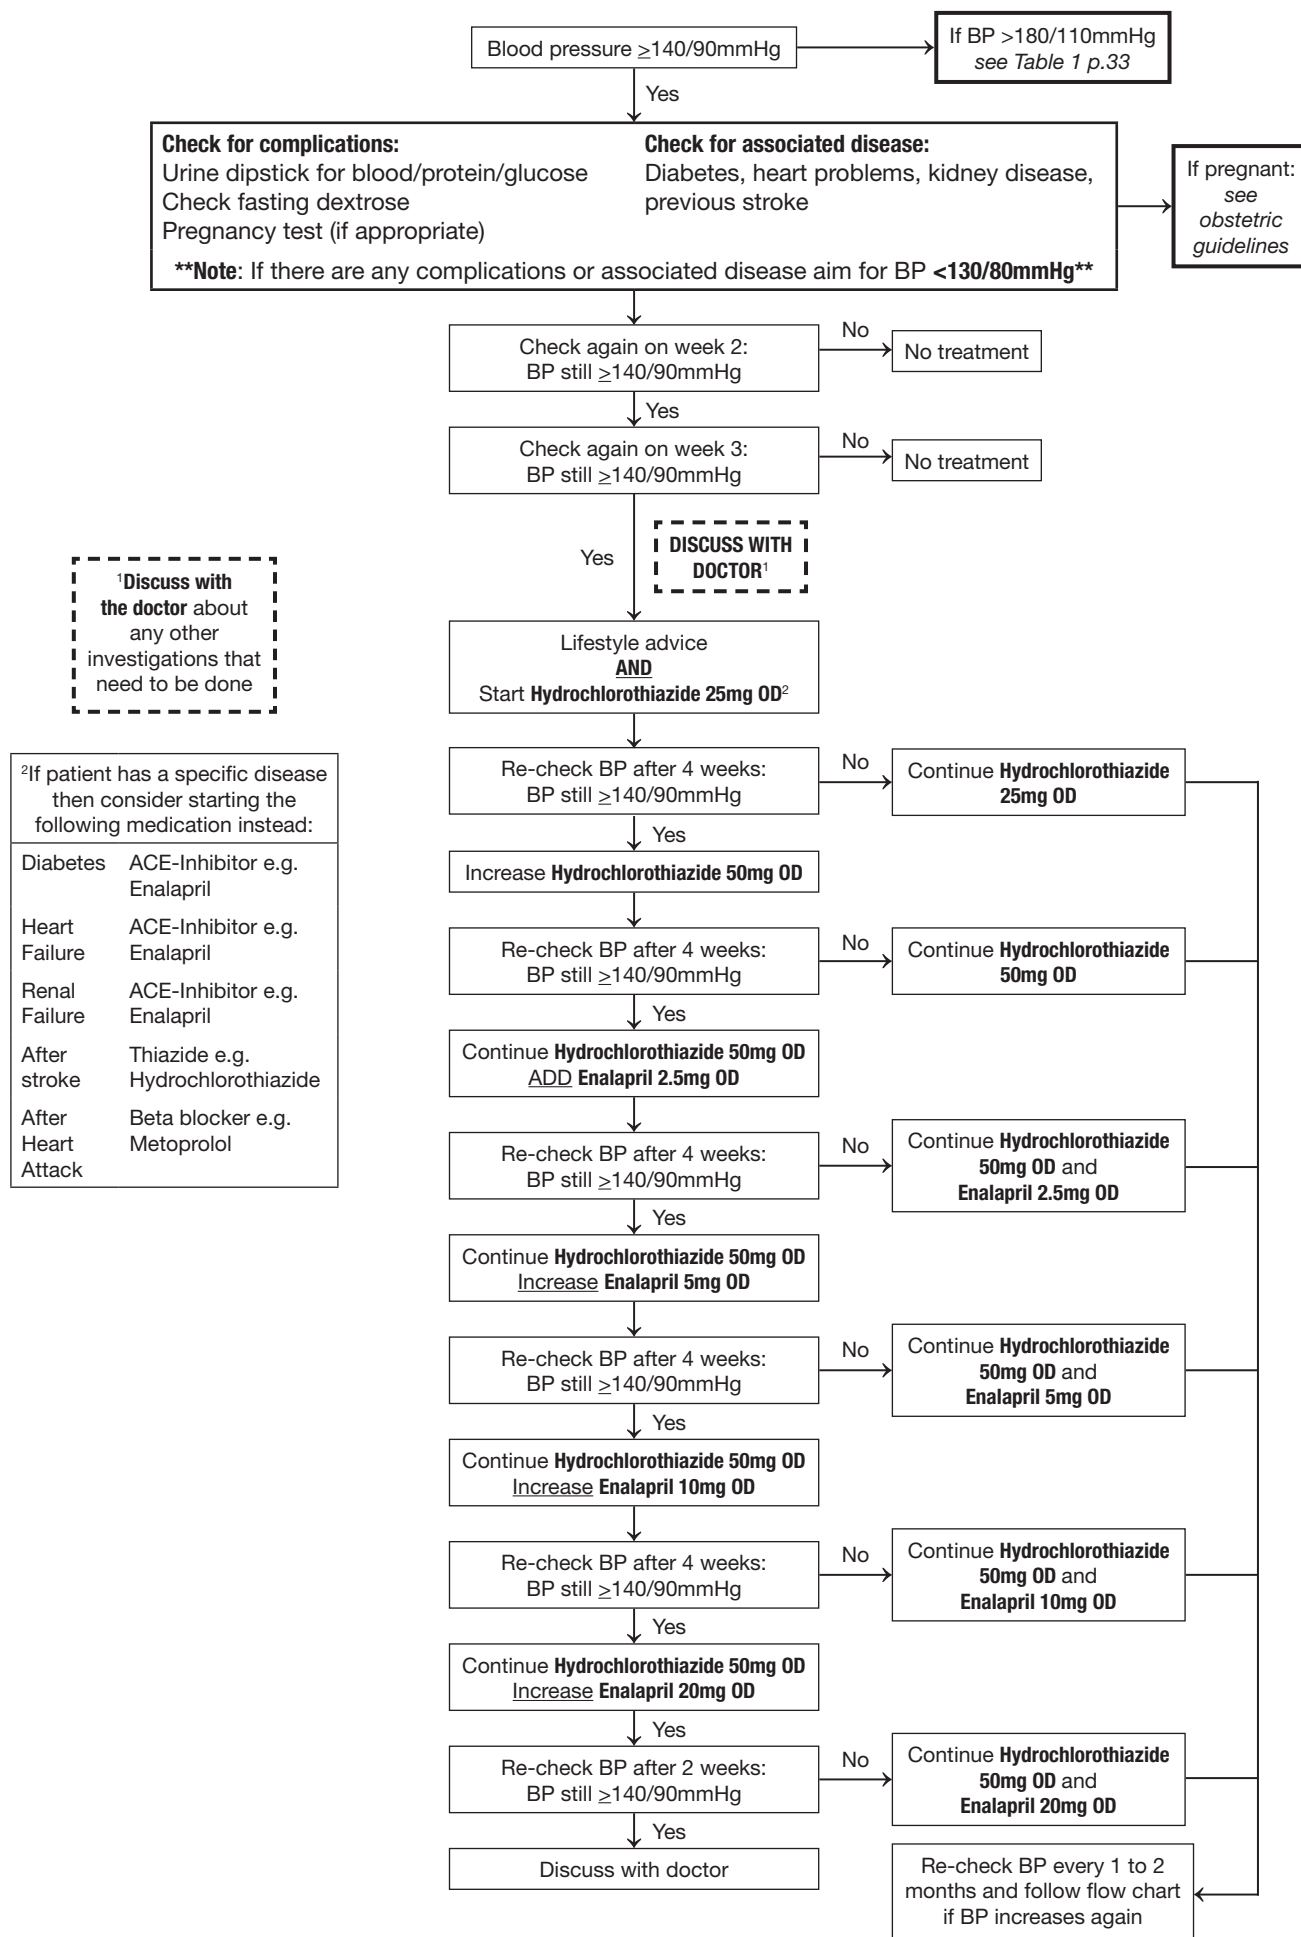 Blood pressure ≥140/90mmHg
If BP >180/110mmHg
see Table 1 p.33
Yes
Check for complications:
Urine dipstick for blood/protein/glucose
Check fasting dextrose
Pregnancy test (if appropriate)
Check for associated disease:
Diabetes, heart problems, kidney disease,
previous stroke
**Note: If there are any complications or associated disease aim for BP <130/80mmHg**
If pregnant:
see
obstetric
guidelines
Check again on week 2:
BP still ≥140/90mmHg
No
No treatment
Yes
Check again on week 3:
BP still ≥140/90mmHg
No
No treatment
Yes
DISCUSS WITH
DOCTOR¹
¹Discuss with
the doctor about
any other
investigations that
need to be done
Lifestyle advice
AND
Start Hydrochlorothiazide 25mg OD²
²If patient has a specific disease
then consider starting the
following medication instead:
Diabetes ACE-Inhibitor e.g.
Enalapril
Heart ACE-Inhibitor e.g.
Failure Enalapril
Renal ACE-Inhibitor e.g.
Failure Enalapril
After Thiazide e.g.
stroke Hydrochlorothiazide
After Beta blocker e.g.
Heart Metoprolol
Attack
Re-check BP after 4 weeks:
BP still ≥140/90mmHg
No
Continue Hydrochlorothiazide
25mg OD
Yes
Increase Hydrochlorothiazide 50mg OD
Re-check BP after 4 weeks:
BP still ≥140/90mmHg
No
Continue Hydrochlorothiazide
50mg OD
Yes
Continue Hydrochlorothiazide 50mg OD
ADD Enalapril 2.5mg OD
Re-check BP after 4 weeks:
BP still ≥140/90mmHg
No
Continue Hydrochlorothiazide
50mg OD and
Enalapril 2.5mg OD
Yes
Continue Hydrochlorothiazide 50mg OD
Increase Enalapril 5mg OD
Re-check BP after 4 weeks:
BP still ≥140/90mmHg
No
Continue Hydrochlorothiazide
50mg OD and
Enalapril 5mg OD
Yes
Continue Hydrochlorothiazide 50mg OD
Increase Enalapril 10mg OD
Re-check BP after 4 weeks:
BP still ≥140/90mmHg
No
Continue Hydrochlorothiazide
50mg OD and
Enalapril 10mg OD
Yes
Continue Hydrochlorothiazide 50mg OD
Increase Enalapril 20mg OD
Yes
Re-check BP after 2 weeks:
BP still ≥140/90mmHg
No
Continue Hydrochlorothiazide
50mg OD and
Enalapril 20mg OD
Yes
Discuss with doctor
Re-check BP every 1 to 2
months and follow flow chart
if BP increases again